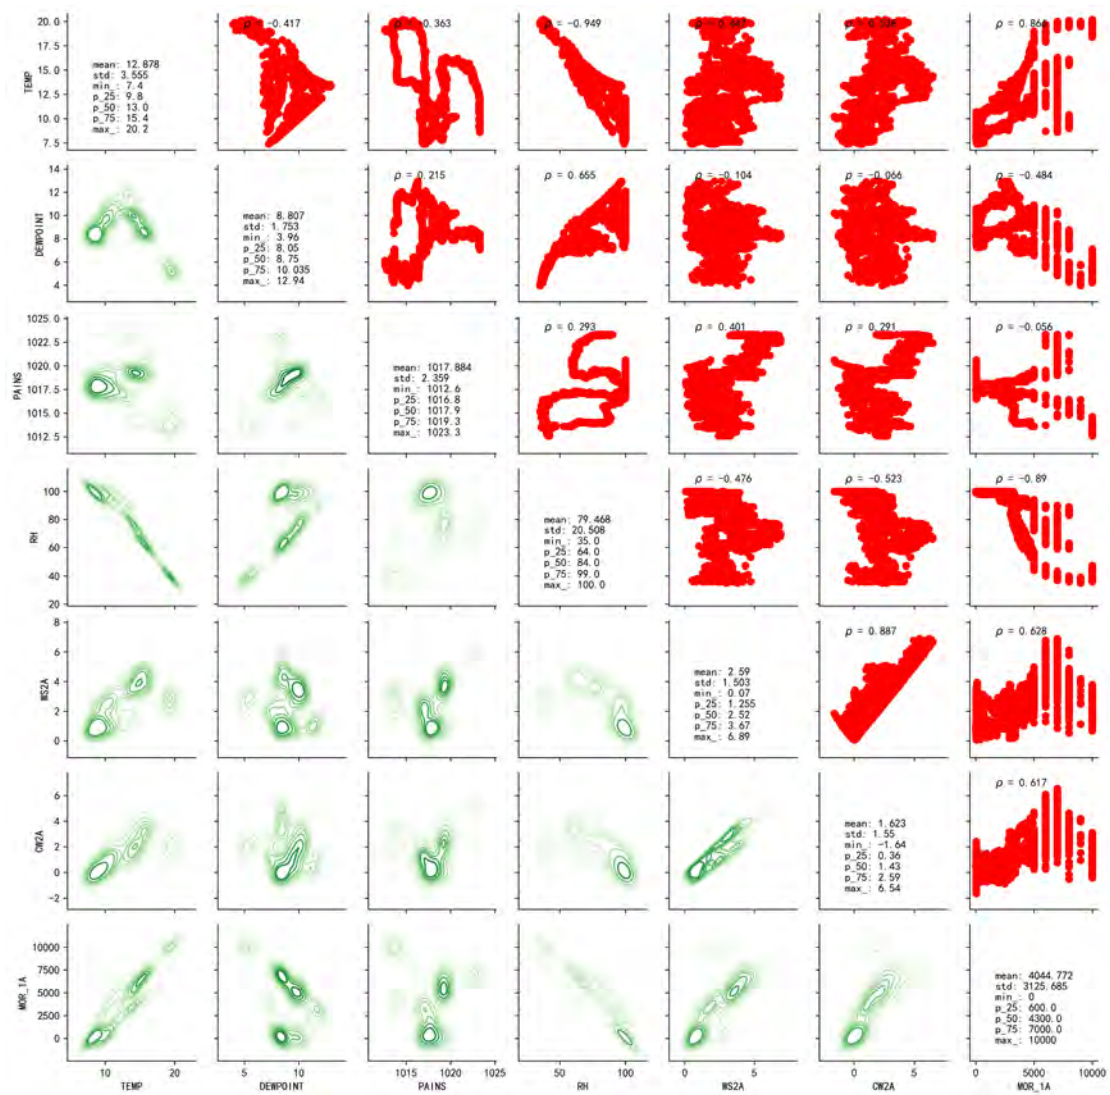 20.0
17.5
15.0
12.5
10.0
7.5
TEMP
mean: 12.878
std: 3.555
min_: 7.4
p_25: 9.8
p_50: 13.0
p_75: 15.4
max_: 20.2
ρ = -0.417
ρ = -0.363
ρ = -0.949
14
12
10
8
6
4
DEWPOINT
mean: 8.807
std: 1.753
min_: 3.96
p_25: 8.05
p_50: 8.75
p_75: 10.035
max_: 12.94
ρ = 0.215
ρ = 0.655
ρ = -0.104
ρ = -0.066
ρ = -0.484
1025.0
1022.5
1020.0
1017.5
1015.0
1012.5
PAINS
mean: 1017.884
std: 2.359
min_: 1012.6
p_25: 1016.8
p_50: 1017.9
p_75: 1019.3
max_: 1023.3
ρ = 0.293
ρ = 0.401
ρ = 0.291
ρ = -0.056
100
80
60
40
20
RH
mean: 79.468
std: 20.508
min_: 35.0
p_25: 64.0
p_50: 84.0
p_75: 99.0
max_: 100.0
ρ = -0.476
ρ = -0.523
ρ = -0.89
8
6
4
2
0
WS2A
mean: 2.59
std: 1.503
min_: 0.07
p_25: 1.255
p_50: 2.52
p_75: 3.67
max_: 6.89
ρ = 0.887
ρ = 0.628
6
4
2
0
-2
CW2A
mean: 1.623
std: 1.55
min_: -1.64
p_25: 0.36
p_50: 1.43
p_75: 2.59
max_: 6.54
ρ = 0.617
10000
7500
5000
2500
0
MOR_1A
mean: 4044.772
std: 3125.685
min_: 0
p_25: 600.0
p_50: 4300.0
p_75: 7000.0
max_: 10000
10 20
5 10
1015 1020 1025
50 100
0 5
0 5
0 5000 10000
TEMP
DEWPOINT
PAINS
RH
WS2A
CW2A
MOR_1A